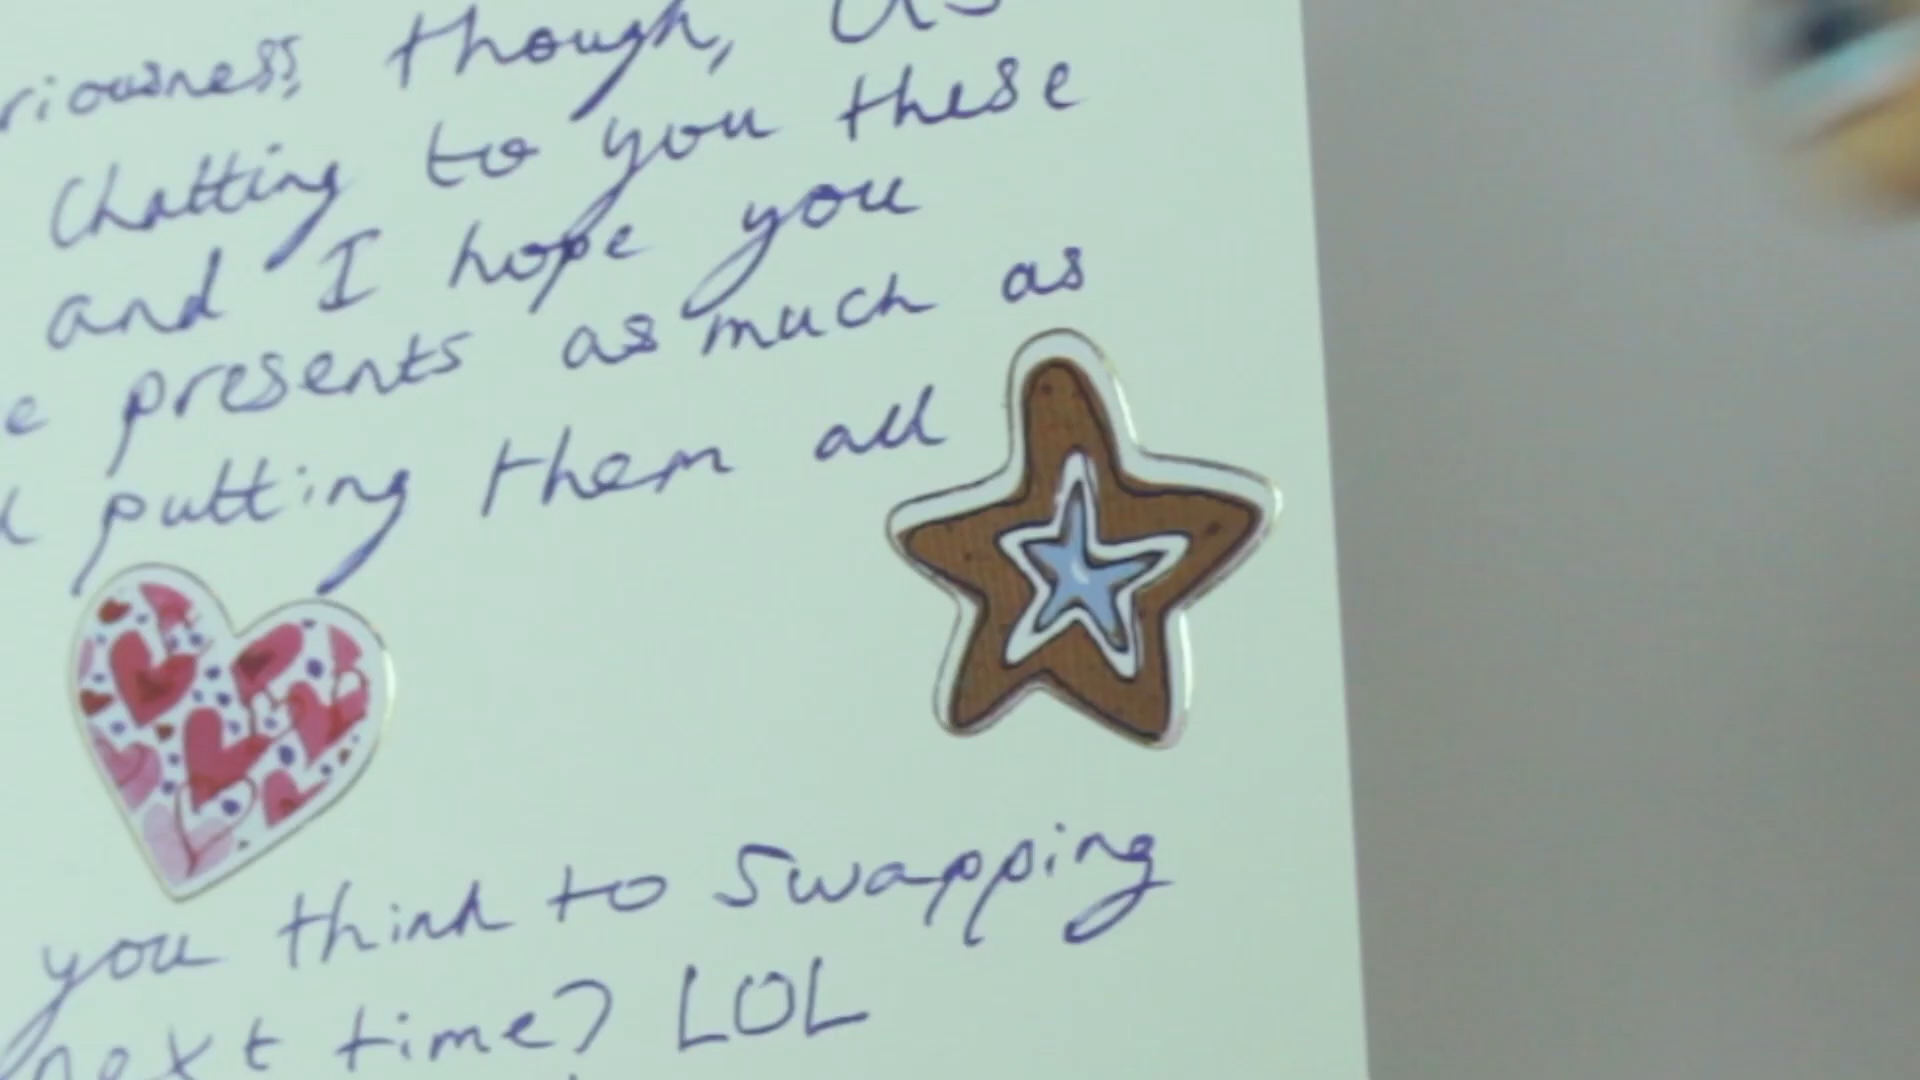 riousness, though, its
Chatting to you these
and I hope you
e presents as much as
d putting them all
you think to swapping
next time? LOL